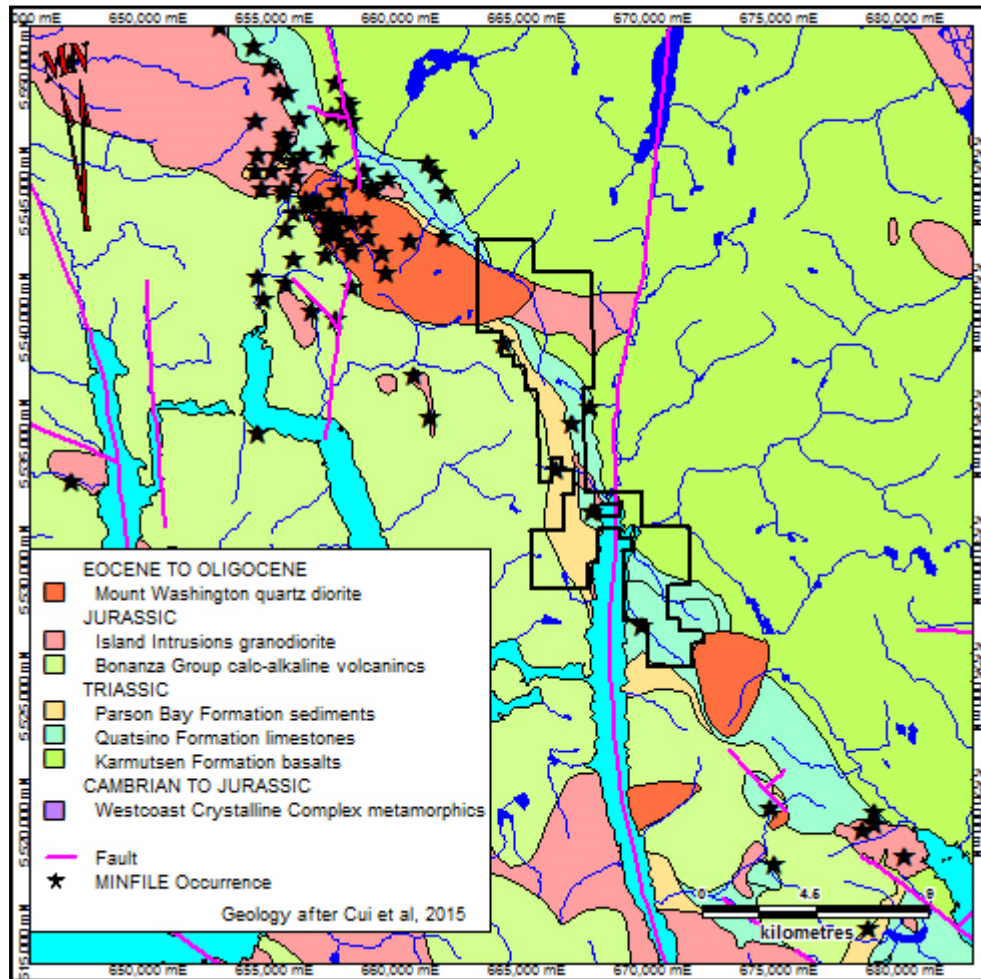 000 mE 650,000 mE 655,000 mE 660,000 mE 665,000 mE 670,000 mE 675,000 mE 680,000 mE
MN
EOCENE TO OLIGOCENE
Mount Washington quartz diorite
JURASSIC
Island Intrusions granodiorite
Bonanza Group calc-alkaline volcanincs
TRIASSIC
Parson Bay Formation sediments
Quatsino Formation limestones
Karmutsen Formation basalts
CAMBRIAN TO JURASSIC
Westcoast Crystalline Complex metamorphics
Fault
MINFILE Occurrence
Geology after Cui et al, 2015
0 4.5 9
kilometres
650,000 mE 655,000 mE 660,000 mE 665,000 mE 670,000 mE 675,000 mE 680,000 mE